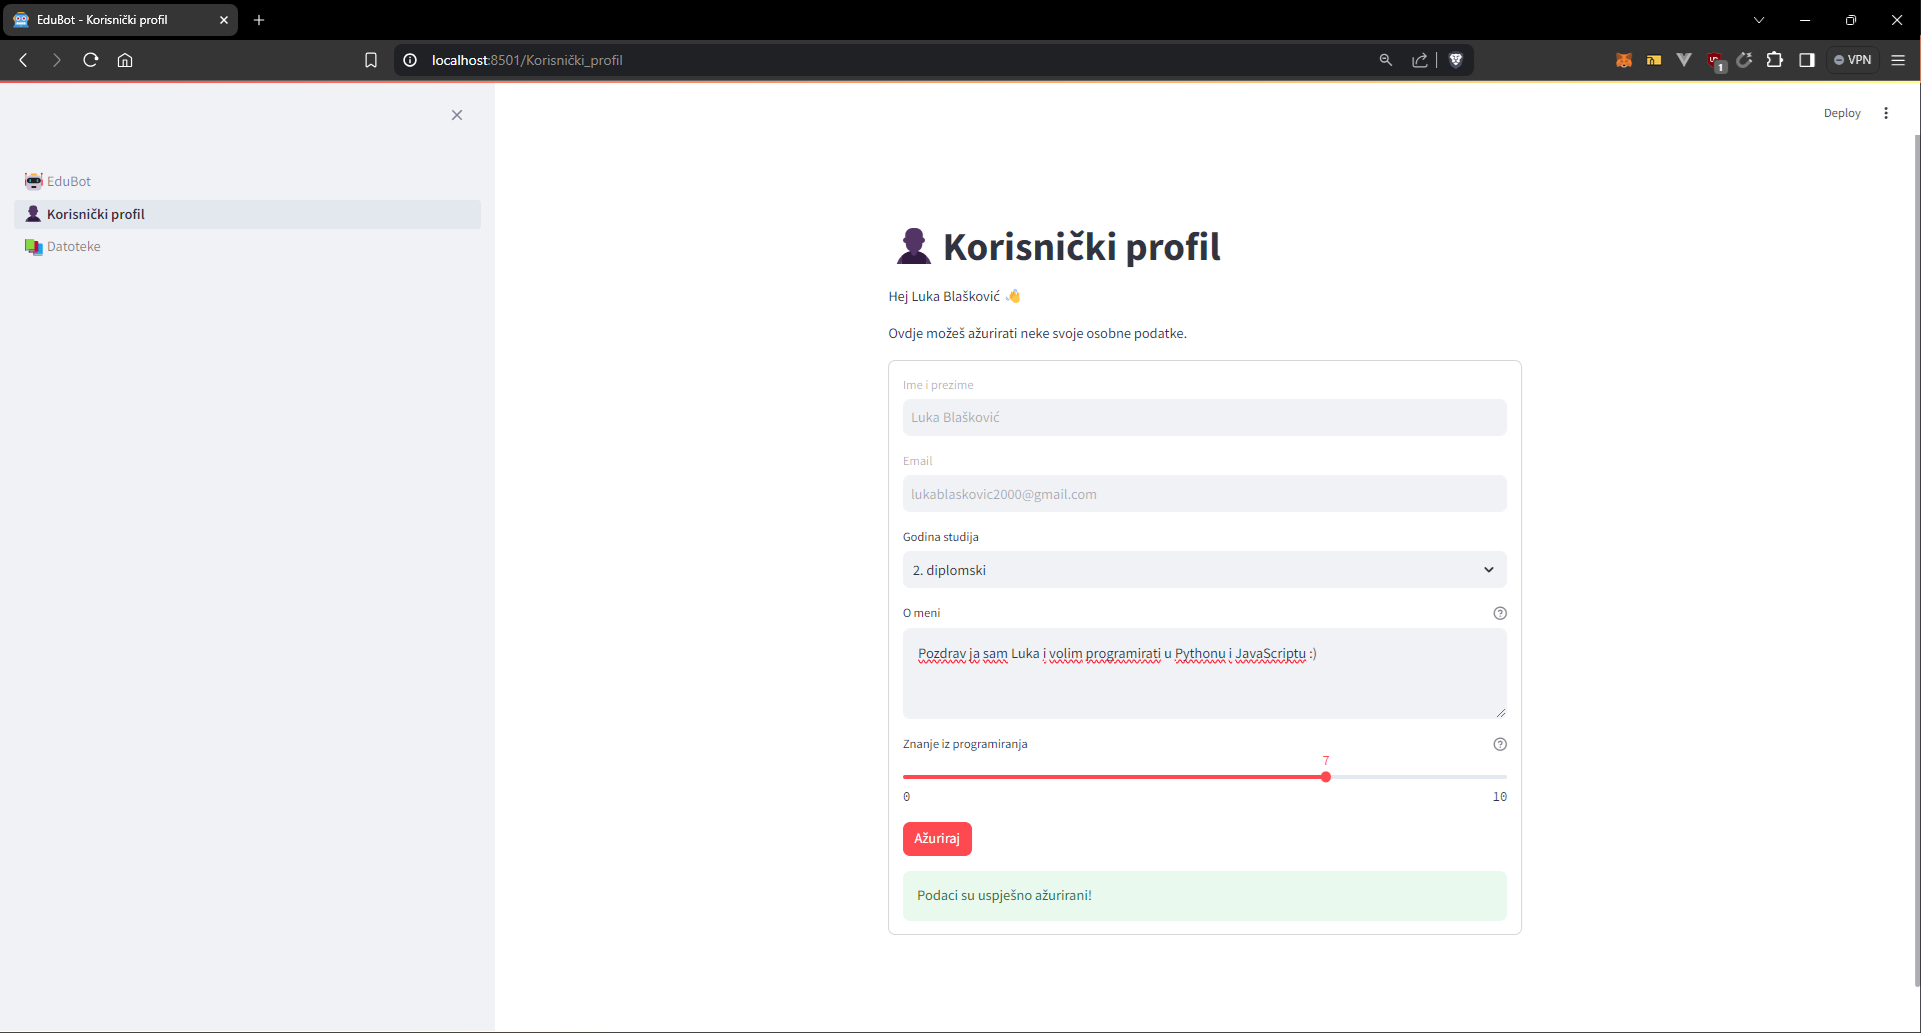 EduBot - Korisnički profil
localhost:8501/Korisnički_profil
1
VPN
Deploy
EduBot
Korisnički profil
Datoteke
Korisnički profil
Hej Luka Blašković 👋
Ovdje možeš ažurirati neke svoje osobne podatke.
Ime i prezime
Luka Blašković
Email
lukablaskovic2000@gmail.com
Godina studija
2. diplomski
O meni
Pozdrav ja sam Luka i volim programirati u Pythonu i JavaScriptu :)
Znanje iz programiranja
7
0
10
Ažuriraj
Podaci su uspješno ažurirani!